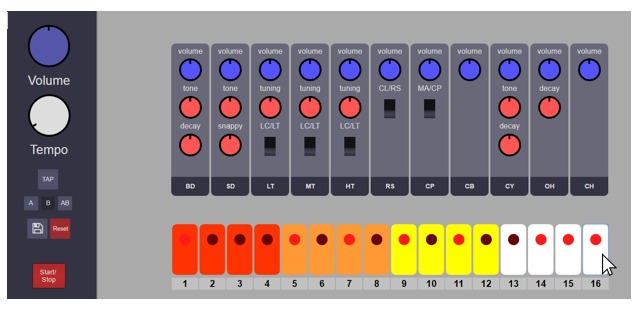 Volume
Tempo
TAP
A B AB
Reset
Start/
Stop
volume volume volume volume volume volume volume volume volume volume volume
tone tone tuning tuning tuning CL/RS MA/CP tone decay
decay snappy LC/LT LC/LT LC/LT decay
BD SD LT MT HT RS CP CB CY OH CH
1 2 3 4 5 6 7 8 9 10 11 12 13 14 15 16